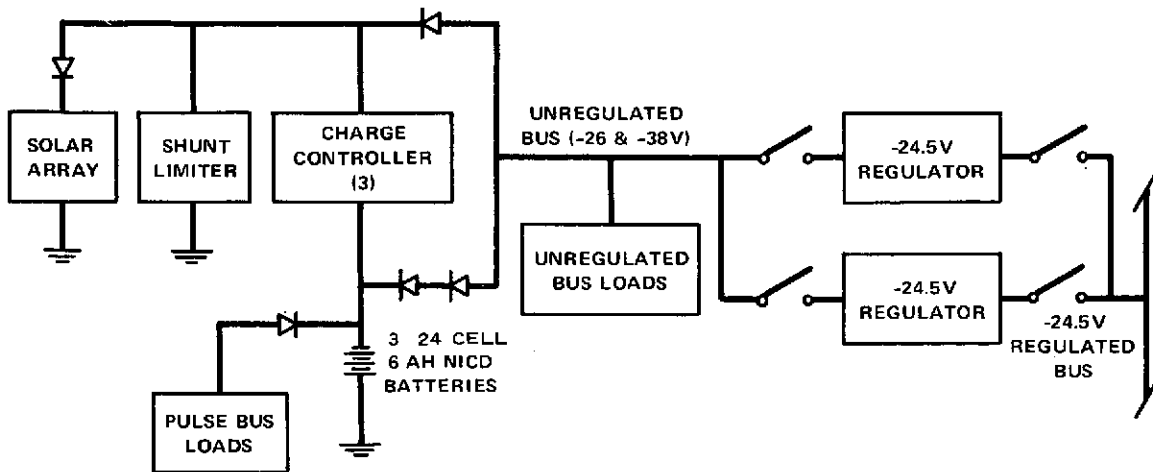 SOLAR
ARRAY
SHUNT
LIMITER
CHARGE
CONTROLLER
(3)
UNREGULATED
BUS (-26 & -38V)
UNREGULATED
BUS LOADS
-24.5V
REGULATOR
-24.5V
REGULATOR
-24.5V
REGULATED
BUS
3 24 CELL
6 AH NICD
BATTERIES
PULSE BUS
LOADS